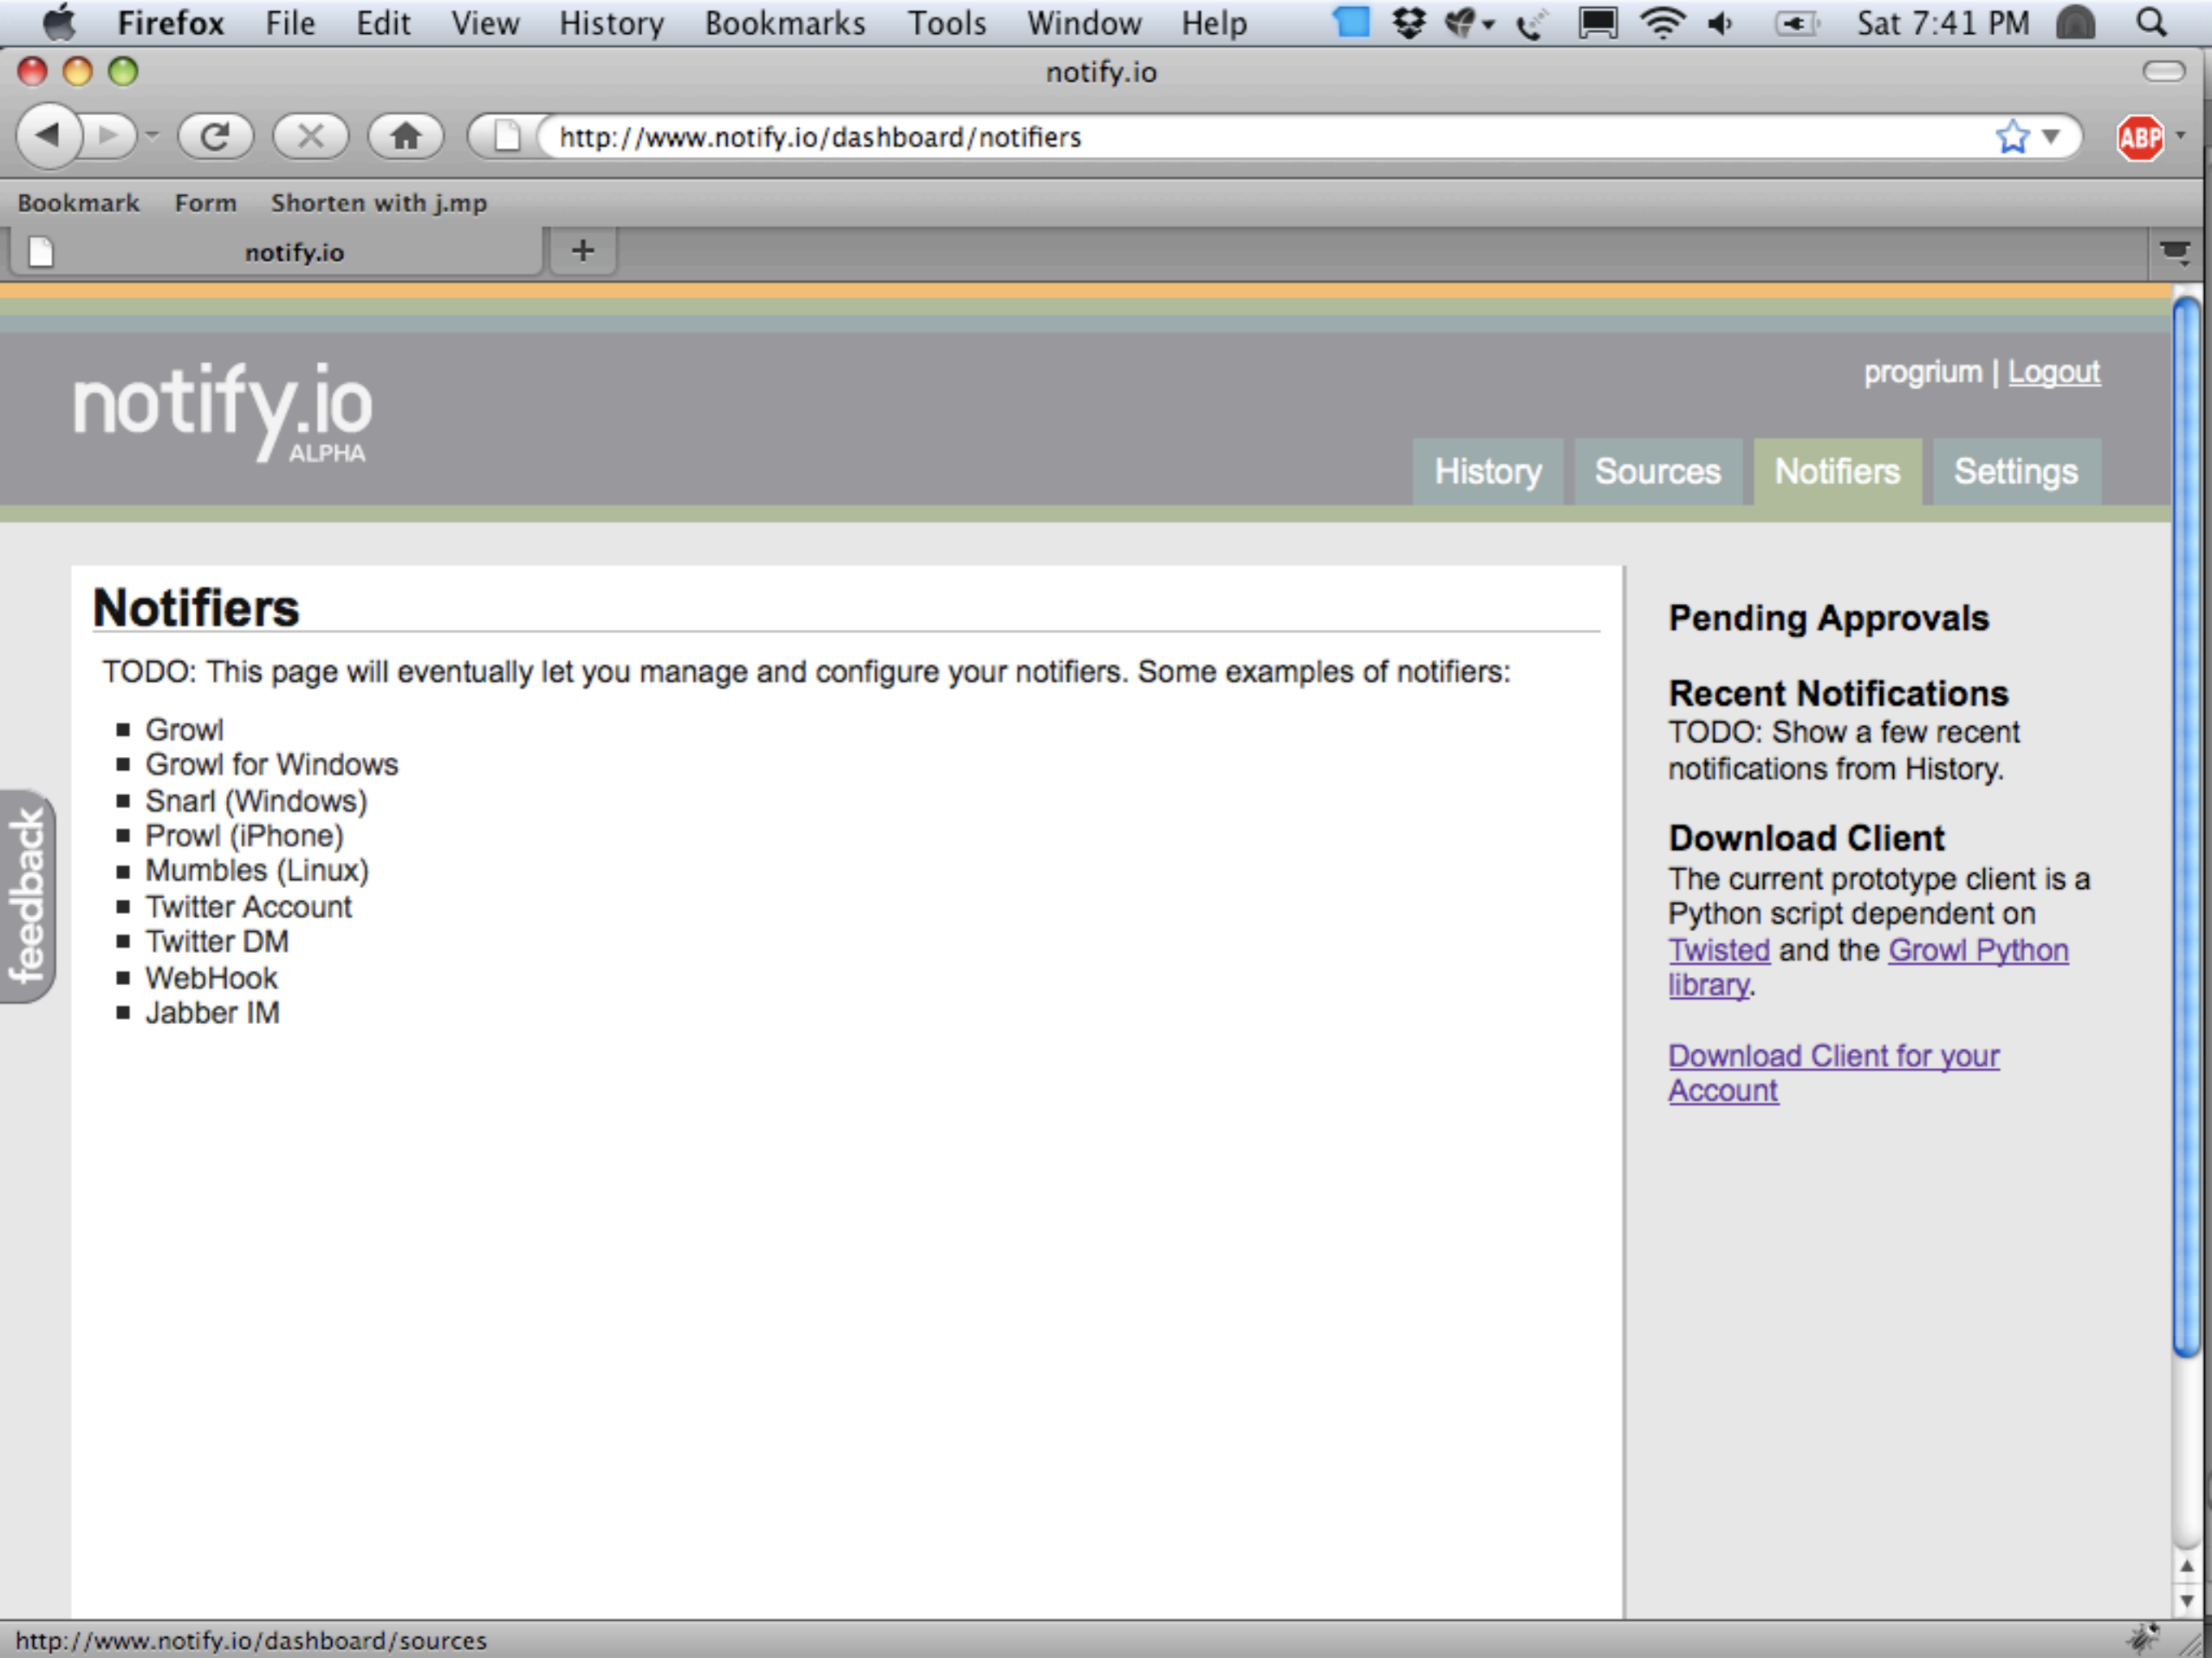 Firefox File Edit View History Bookmarks Tools Window Help Sat 7:41 PM
notify.io
http://www.notify.io/dashboard/notifiers
ABP
Bookmark Form Shorten with j.mp
notify.io
notify.io
ALPHA
progrium | Logout
History Sources Notifiers Settings
Notifiers
TODO: This page will eventually let you manage and configure your notifiers. Some examples of notifiers:
Growl
Growl for Windows
Snarl (Windows)
Prowl (iPhone)
Mumbles (Linux)
Twitter Account
Twitter DM
WebHook
Jabber IM
feedback
Pending Approvals
Recent Notifications
TODO: Show a few recent
notifications from History.
Download Client
The current prototype client is a
Python script dependent on
Twisted and the Growl Python
library.
Download Client for your
Account
http://www.notify.io/dashboard/sources